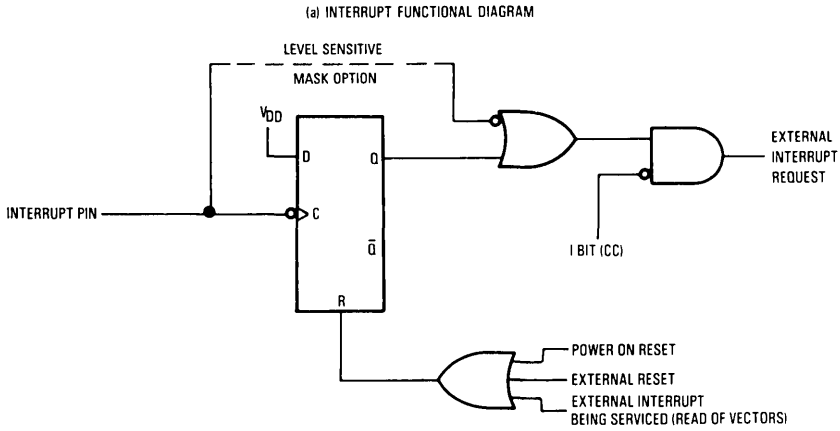 (a) INTERRUPT FUNCTIONAL DIAGRAM
LEVEL SENSITIVE
MASK OPTION
VDD
D
Q
EXTERNAL
INTERRUPT
REQUEST
INTERRUPT PIN
C
Q̅
I BIT (CC)
R
POWER ON RESET
EXTERNAL RESET
EXTERNAL INTERRUPT
BEING SERVICED (READ OF VECTORS)